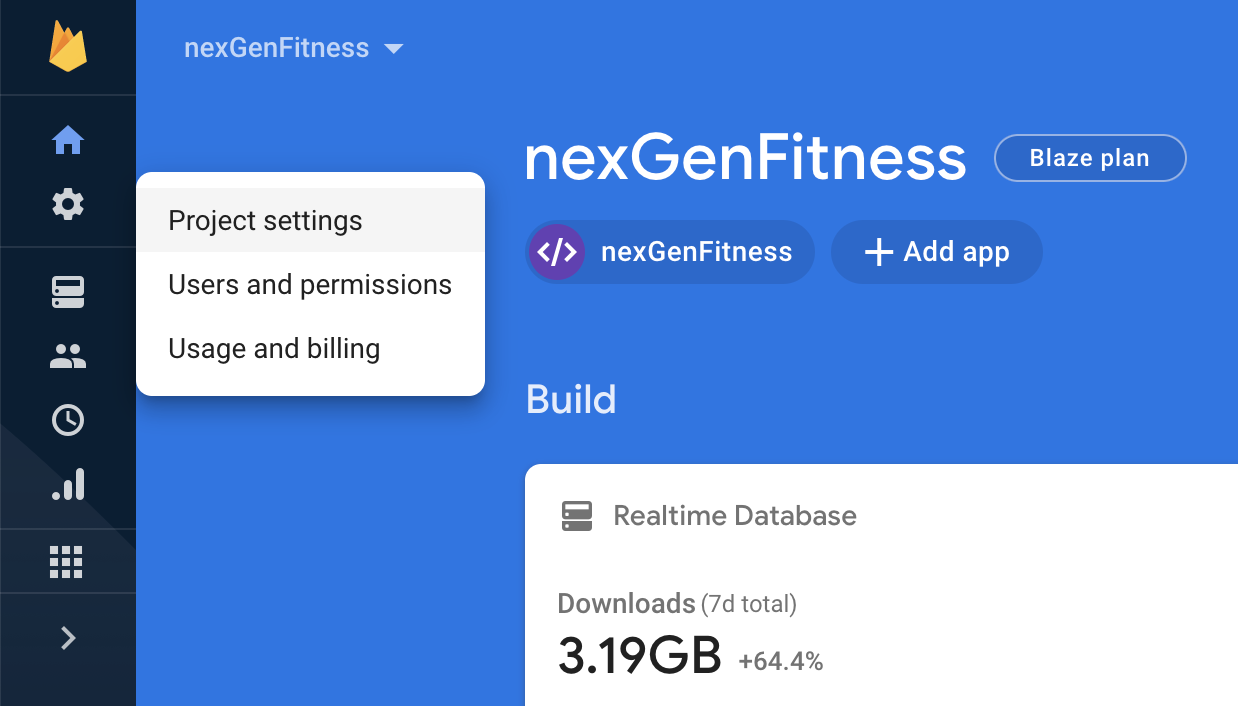 nexGenFitness
nexGenFitness
Blaze plan
Project settings
Users and permissions
Usage and billing
</> nexGenFitness
+ Add app
Build
Realtime Database
Downloads (7d total)
3.19GB +64.4%